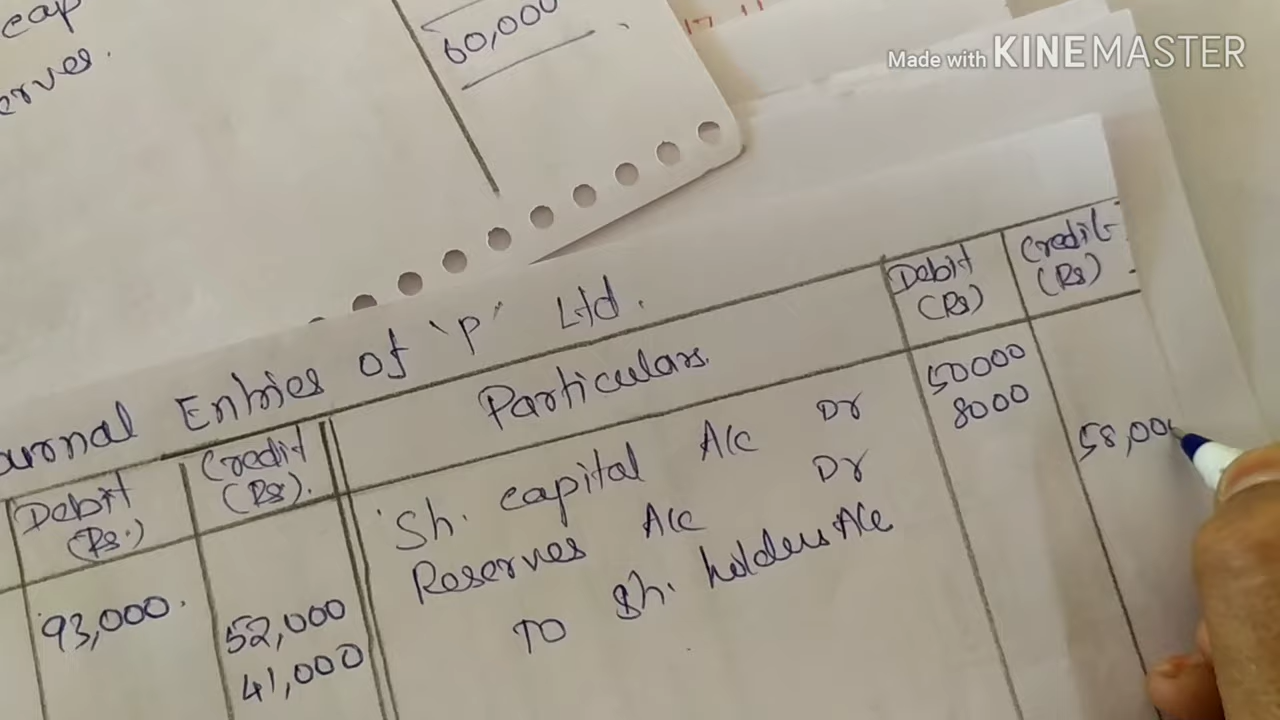 cap
erves.
60,000
Made with KINEMASTER
ournal Entries of 'P' Ltd.
Debit
(Rs.)
Credit
(Rs).
Particulars.
Debit
(Rs)
Credit
(Rs)
93,000.
52,000
41,000
Sh. capital A/c Dr
50000
Reserves A/c Dr
8000
TO Sh. holders A/c
58,000